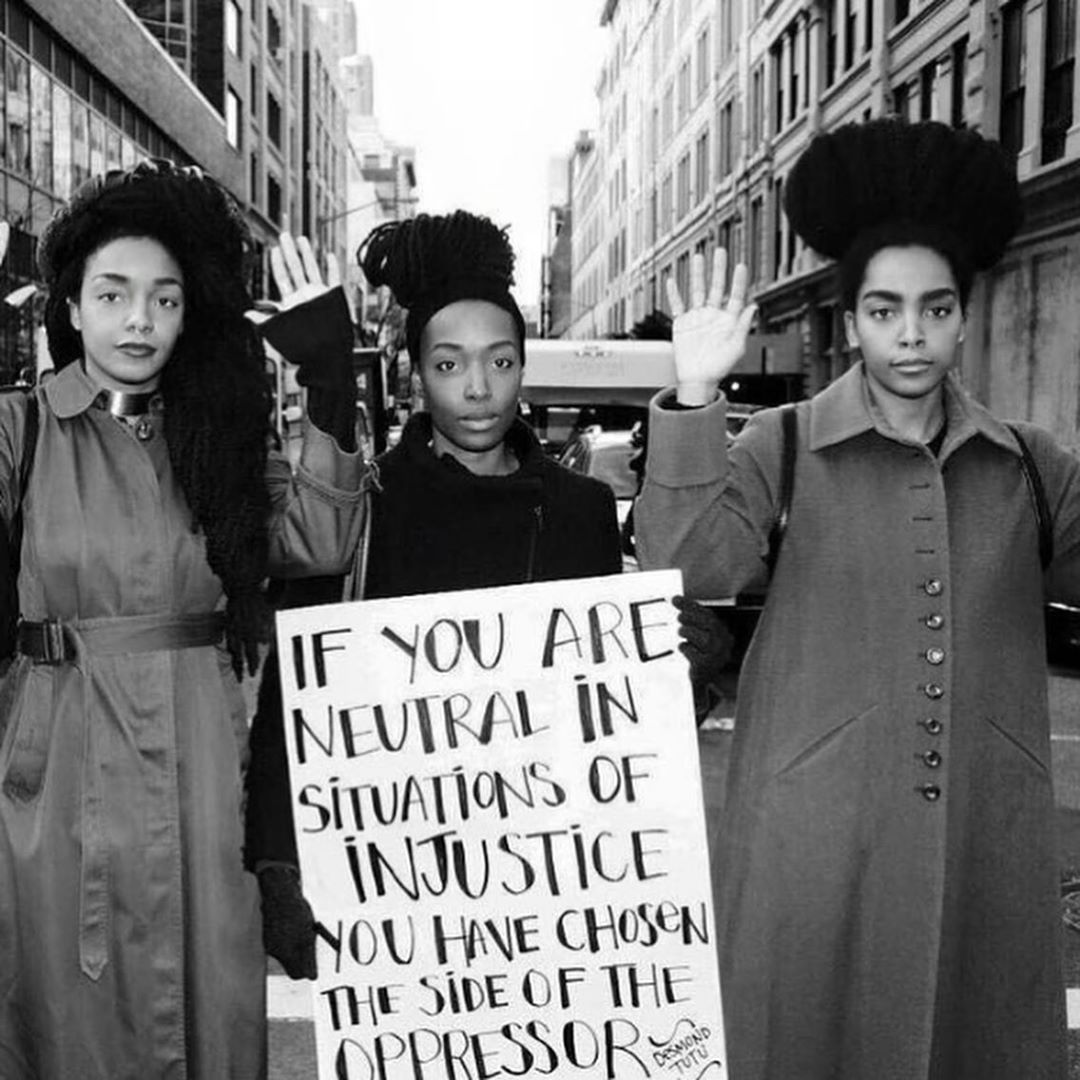 IF YOU ARE
NEUTRAL IN
SITUATIONS OF
INJUSTICE
YOU HAVE CHOSEN
THE SIDE OF THE
OPPRESSOR
DESMOND
TUTU